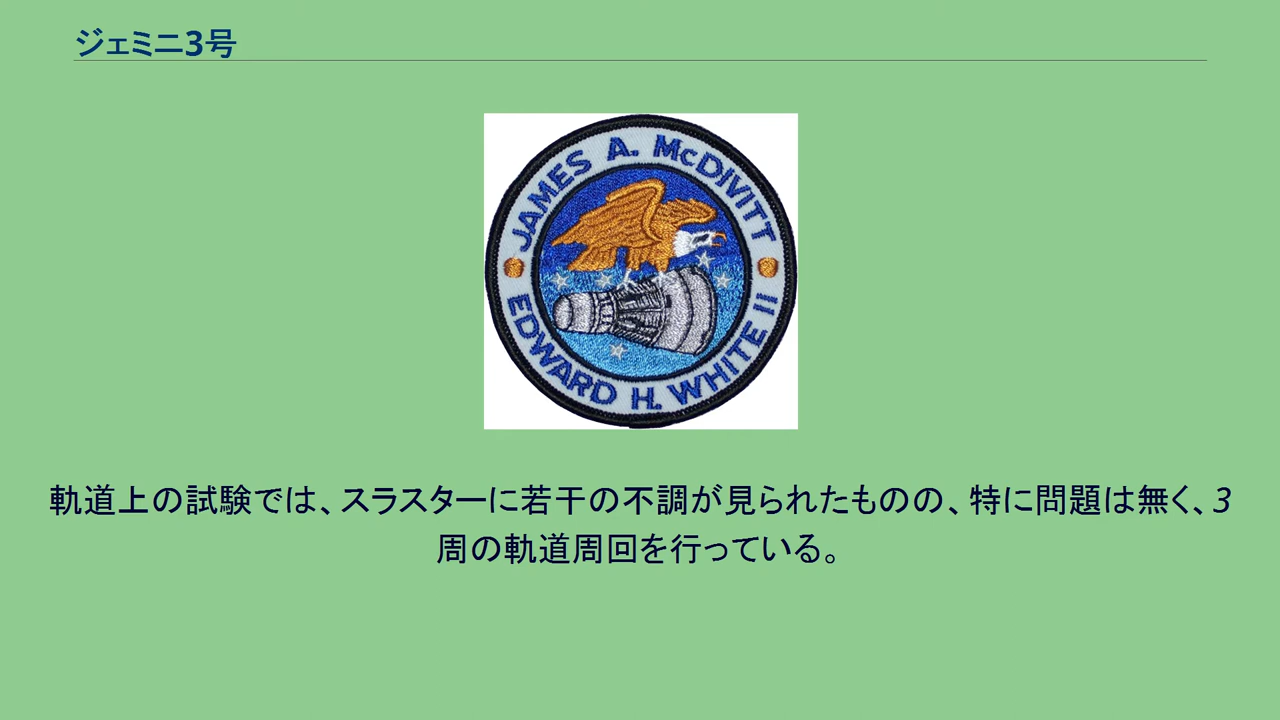 ジェミニ3号
JAMES A. McDIVITT
EDWARD H. WHITE II
軌道上の試験では、スラスターに若干の不調が見られたものの、特に問題は無く、3
周の軌道周回を行っている。